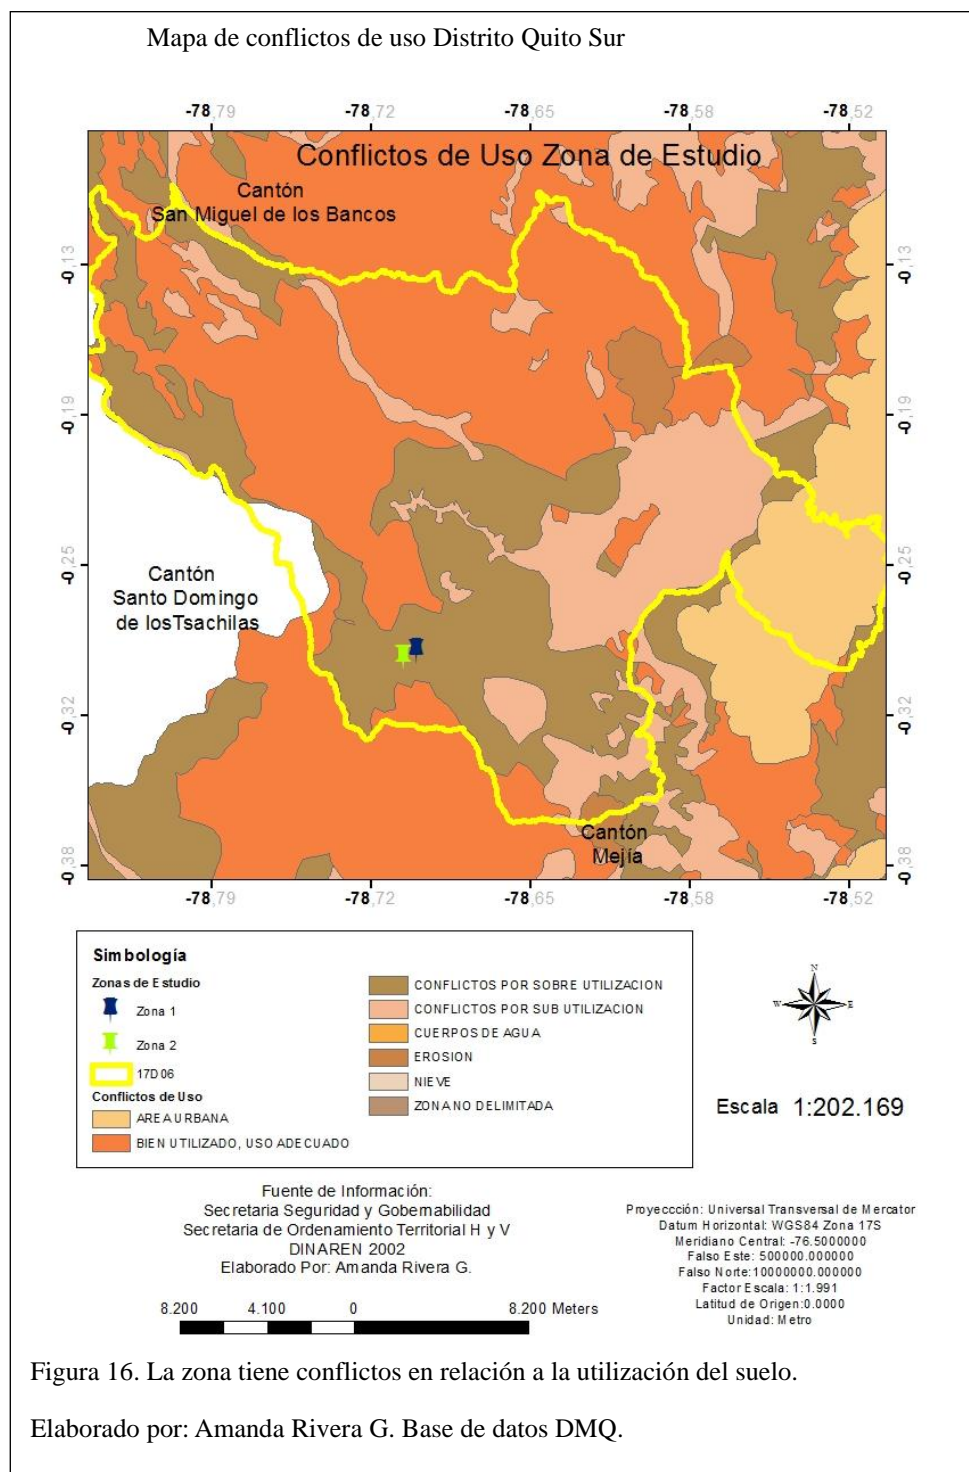 Mapa de conflictos de uso Distrito Quito Sur
-78,79 -78,72 -78,65 -78,58 -78,52
Conflictos de Uso Zona de Estudio
Cantón
San Miguel de los Bancos
-0,13 -0,13
-0,19 -0,19
-0,25 -0,25
Cantón
Santo Domingo
de losTsachilas
-0,32 -0,32
Cantón
Mejía
-0,38 -0,38
-78,79 -78,72 -78,65 -78,58 -78,52
Simbología
Zonas de Estudio
Zona 1
Zona 2
17D06
Conflictos de Uso
AREA URBANA
BIEN UTILIZADO, USO ADECUADO
CONFLICTOS POR SOBRE UTILIZACION
CONFLICTOS POR SUB UTILIZACION
CUERPOS DE AGUA
EROSION
NIEVE
ZONA NO DELIMITADA
N
W E
S
Escala 1:202.169
Fuente de Información:
Secretaria Seguridad y Gobernabilidad
Secretaria de Ordenamiento Territorial H y V
DINAREN 2002
Elaborado Por: Amanda Rivera G.
Proyeccción: Universal Transversal de Mercator
Datum Horizontal: WGS84 Zona 17S
Meridiano Central: -76.5000000
Falso Este: 500000.000000
Falso Norte:10000000.000000
Factor Escala: 1:1.991
Latitud de Origen:0.0000
Unidad: Metro
8.200 4.100 0 8.200 Meters
Figura 16. La zona tiene conflictos en relación a la utilización del suelo.
Elaborado por: Amanda Rivera G. Base de datos DMQ.